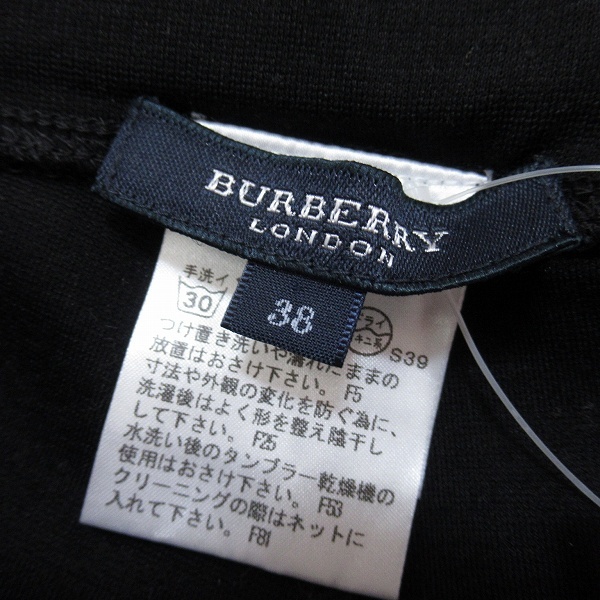 BURBERRY
LONDON
38
手洗イ
30
ドライ
S39
つけ置き洗いや濡れたままの
放置はおさけ下さい。F5
寸法や外観の変化を防ぐ為に、
洗濯後はよく形を整え陰干し
して下さい。F25
水洗い後のタンブラー乾燥機の
使用はおさけ下さい。F53
クリーニングの際はネットに
入れて下さい。F81